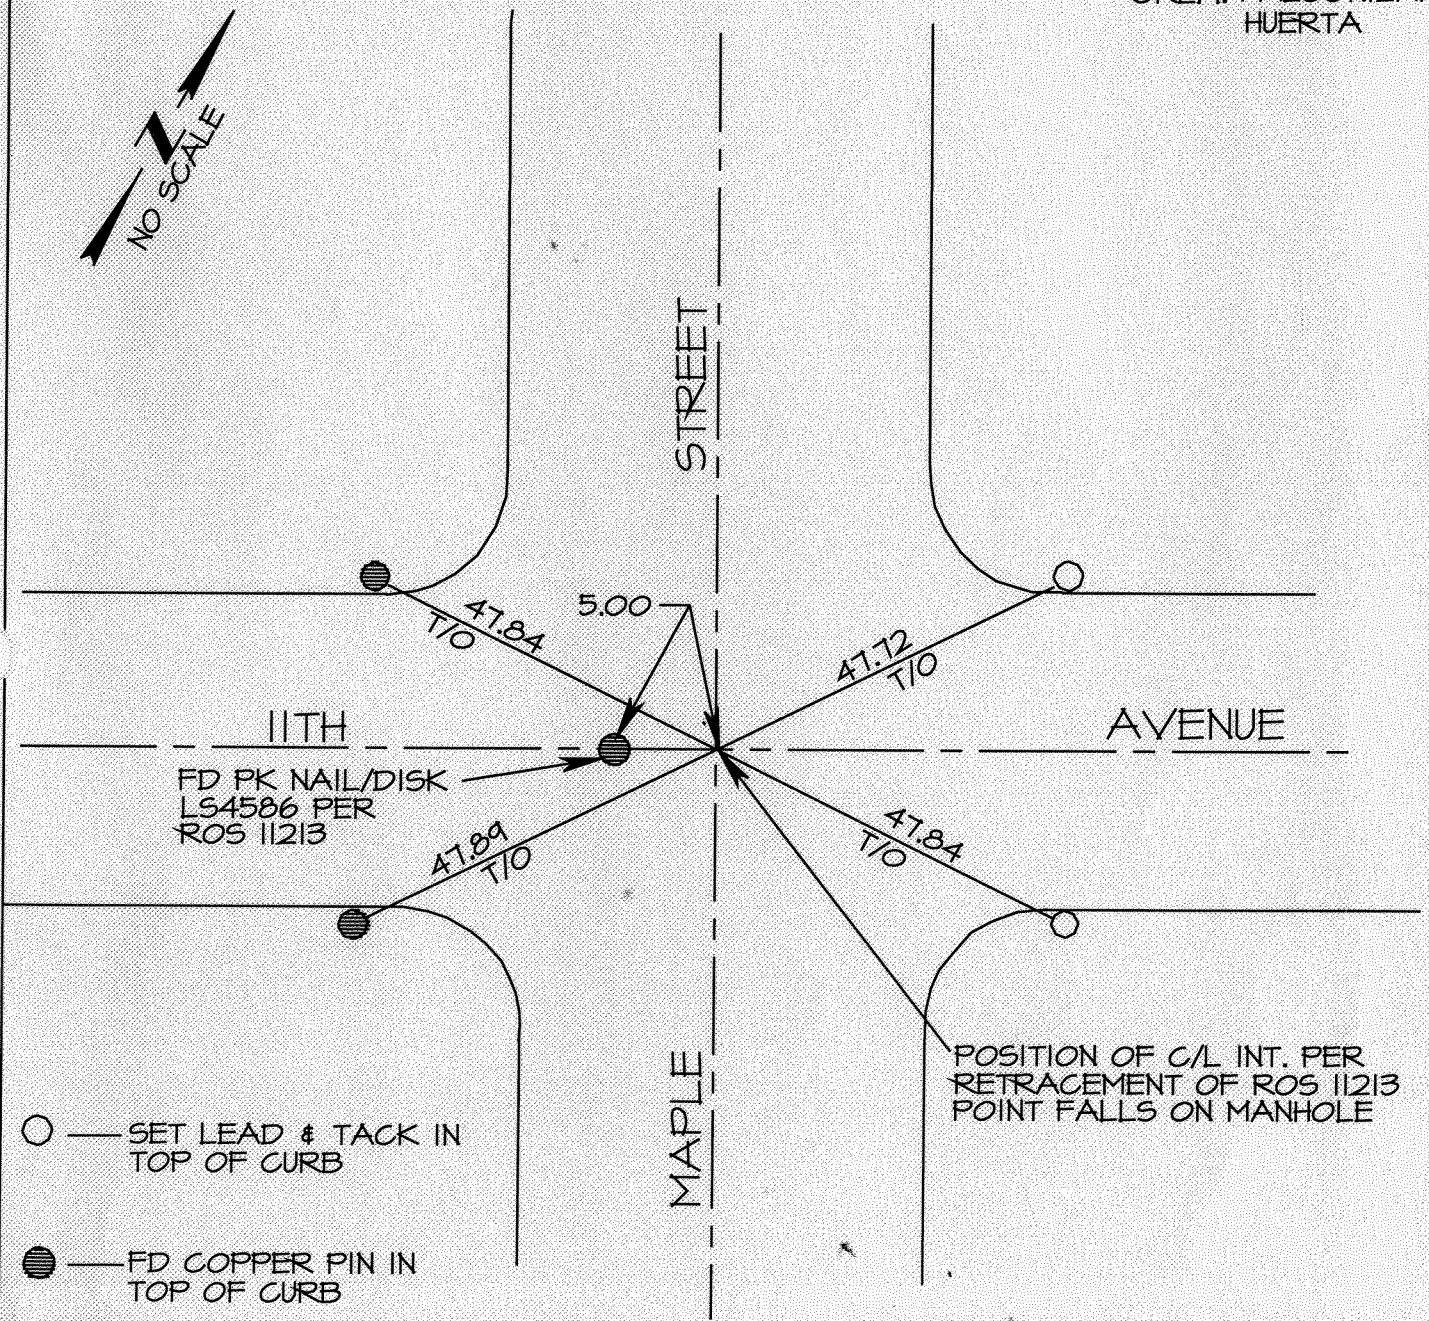 HUERTA
N
NO SCALE
STREET
47.84
T/O
5.00
47.72
T/O
11TH
AVENUE
FD PK NAIL/DISK
LS4586 PER
ROS 11213
47.89
T/O
47.84
T/O
POSITION OF C/L INT. PER
RETRACEMENT OF ROS 11213
POINT FALLS ON MANHOLE
MAPLE
SET LEAD & TACK IN
TOP OF CURB
FD COPPER PIN IN
TOP OF CURB